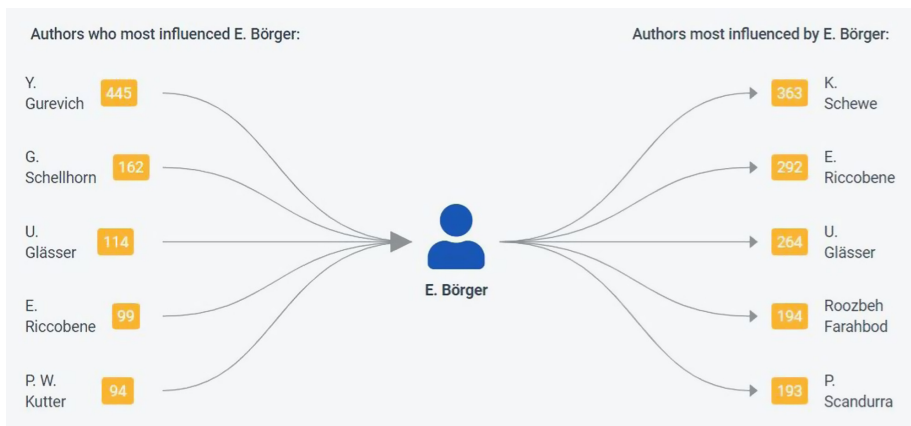 Authors who most influenced E. Börger:
Y.
Gurevich
445
G.
Schellhorn
162
U.
Glässer
114
E.
Riccobene
99
P. W.
Kutter
94
E. Börger
Authors most influenced by E. Börger:
363
K.
Schewe
292
E.
Riccobene
264
U.
Glässer
194
Roozbeh
Farahbod
193
P.
Scandurra